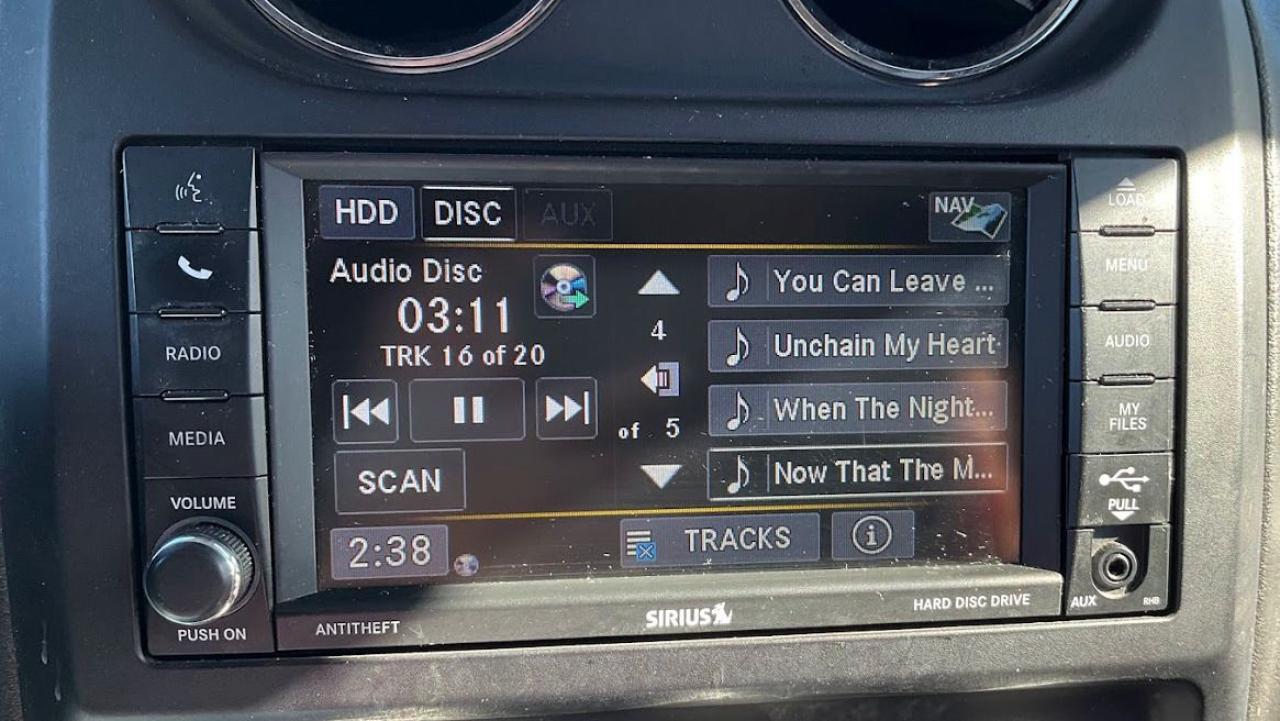 HDD DISC AUX NAV
Audio Disc
03:11
TRK 16 of 20
SCAN
2:38
4
of 5
You Can Leave ...
Unchain My Heart
When The Night...
Now That The M...
TRACKS
i
RADIO
MEDIA
VOLUME
PUSH ON
LOAD
MENU
AUDIO
MY
FILES
PULL
AUX RHB
ANTITHEFT
SIRIUS
HARD DISC DRIVE